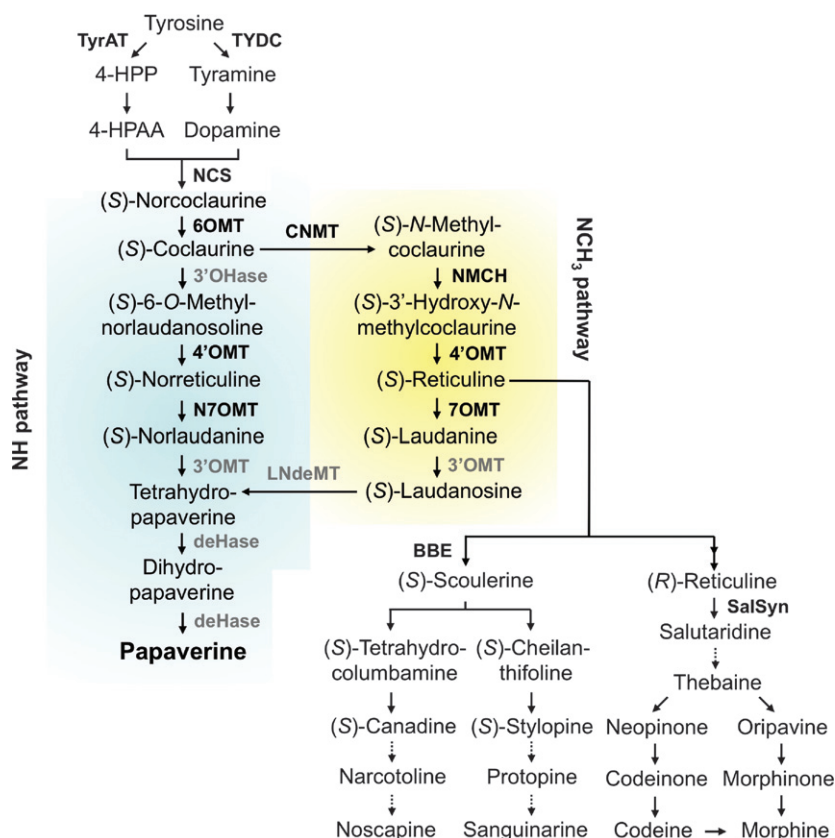 Tyrosine
TyrAT
TYDC
4-HPP
Tyramine
4-HPAA
Dopamine
NCS
(S)-Norcoclaurine
6OMT
(S)-Coclaurine
CNMT
(S)-N-Methyl-
coclaurine
3'OHase
NMCH
(S)-6-O-Methyl-
norlaudanosoline
(S)-3'-Hydroxy-N-
methylcoclaurine
4'OMT
4'OMT
(S)-Norreticuline
(S)-Reticuline
N7OMT
7OMT
(S)-Norlaudanine
(S)-Laudanine
3'OMT
LNdeMT
3'OMT
Tetrahydro-
papaverine
(S)-Laudanosine
deHase
Dihydro-
papaverine
deHase
Papaverine
NH pathway
NCH3 pathway
BBE
(S)-Scoulerine
(R)-Reticuline
SalSyn
(S)-Tetrahydro-
columbamine
(S)-Cheilan-
thifoline
Salutaridine
Thebaine
(S)-Canadine
(S)-Stylopine
Neopinone
Oripavine
Narcotoline
Protopine
Codeinone
Morphinone
Noscapine
Sanguinarine
Codeine
Morphine